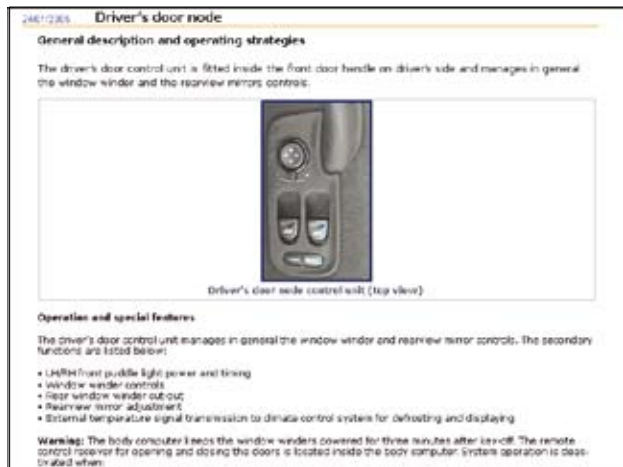 Driver's door node
General description and operating strategies
The driver's door control unit is fitted inside the front door handle on driver's side and manages in general
the window winder and the rearview mirrors controls.
Driver's door node control unit (top view)
Operation and special features
The driver's door control unit manages in general the window winder and rearview mirror controls. The secondary
functions are listed below:
• LH/RH front puddle light power and timing
• Window winder controls
• Rear window winder cut-out
• Rearview mirror adjustment
• External temperature signal transmission to climate control system for defrosting and displaying
Warning: The body computer keeps the window winders powered for three minutes after key-off. The remote
control receiver for opening and closing the doors is located inside the body computer. System operation is deac-
tivated when: